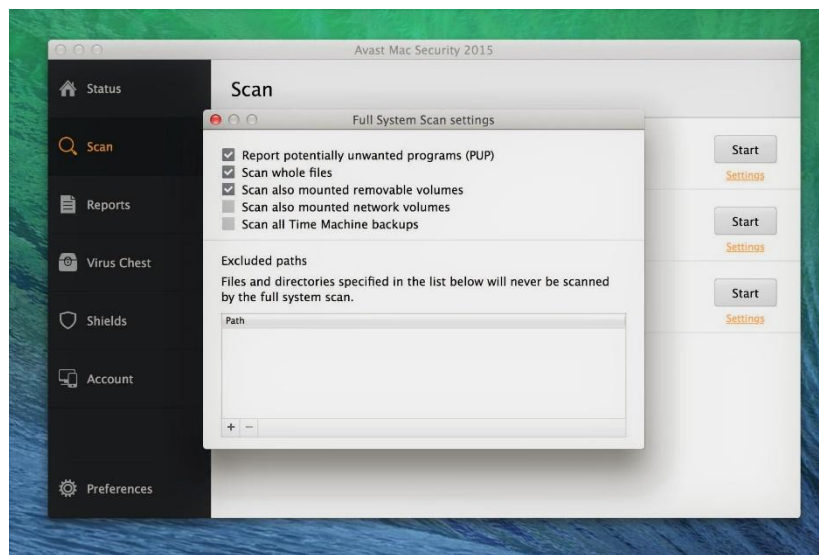 Avast Mac Security 2015
Status
Scan
Reports
Virus Chest
Shields
Account
Preferences
Scan
Start
Settings
Start
Settings
Start
Settings
Full System Scan settings
Report potentially unwanted programs (PUP)
Scan whole files
Scan also mounted removable volumes
Scan also mounted network volumes
Scan all Time Machine backups
Excluded paths
Files and directories specified in the list below will never be scanned
by the full system scan.
Path
+ −